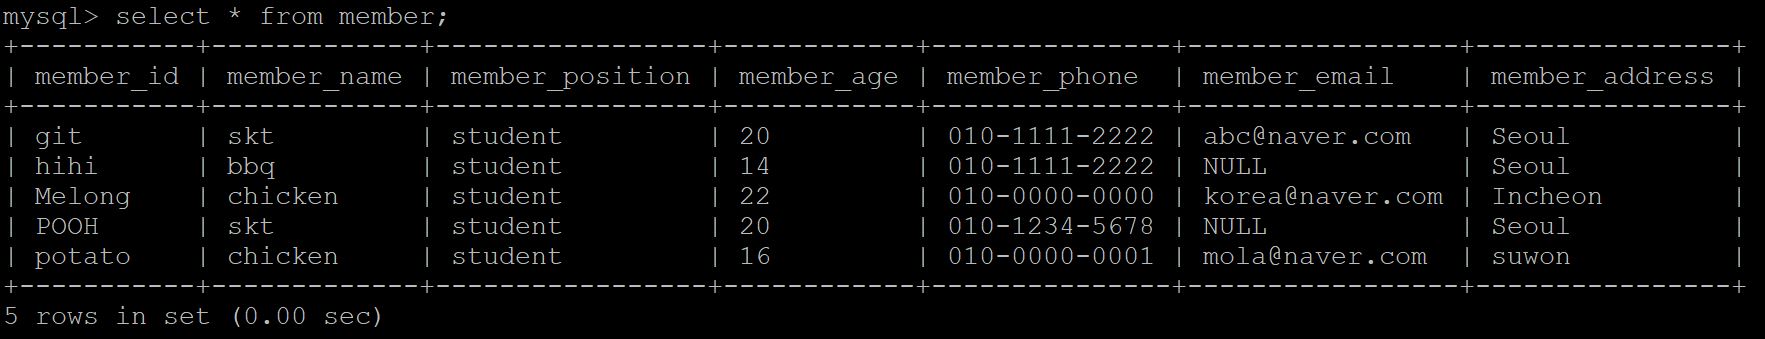 mysql> select * from member;
+-----------+-------------+-----------------+------------+---------------+-----------------+----------------+
| member_id | member_name | member_position | member_age | member_phone  | member_email    | member_address |
+-----------+-------------+-----------------+------------+---------------+-----------------+----------------+
| git       | skt         | student         | 20         | 010-1111-2222 | abc@naver.com   | Seoul          |
| hihi      | bbq         | student         | 14         | 010-1111-2222 | NULL            | Seoul          |
| Melong    | chicken     | student         | 22         | 010-0000-0000 | korea@naver.com | Incheon        |
| POOH      | skt         | student         | 20         | 010-1234-5678 | NULL            | Seoul          |
| potato    | chicken     | student         | 16         | 010-0000-0001 | mola@naver.com  | suwon          |
+-----------+-------------+-----------------+------------+---------------+-----------------+----------------+
5 rows in set (0.00 sec)